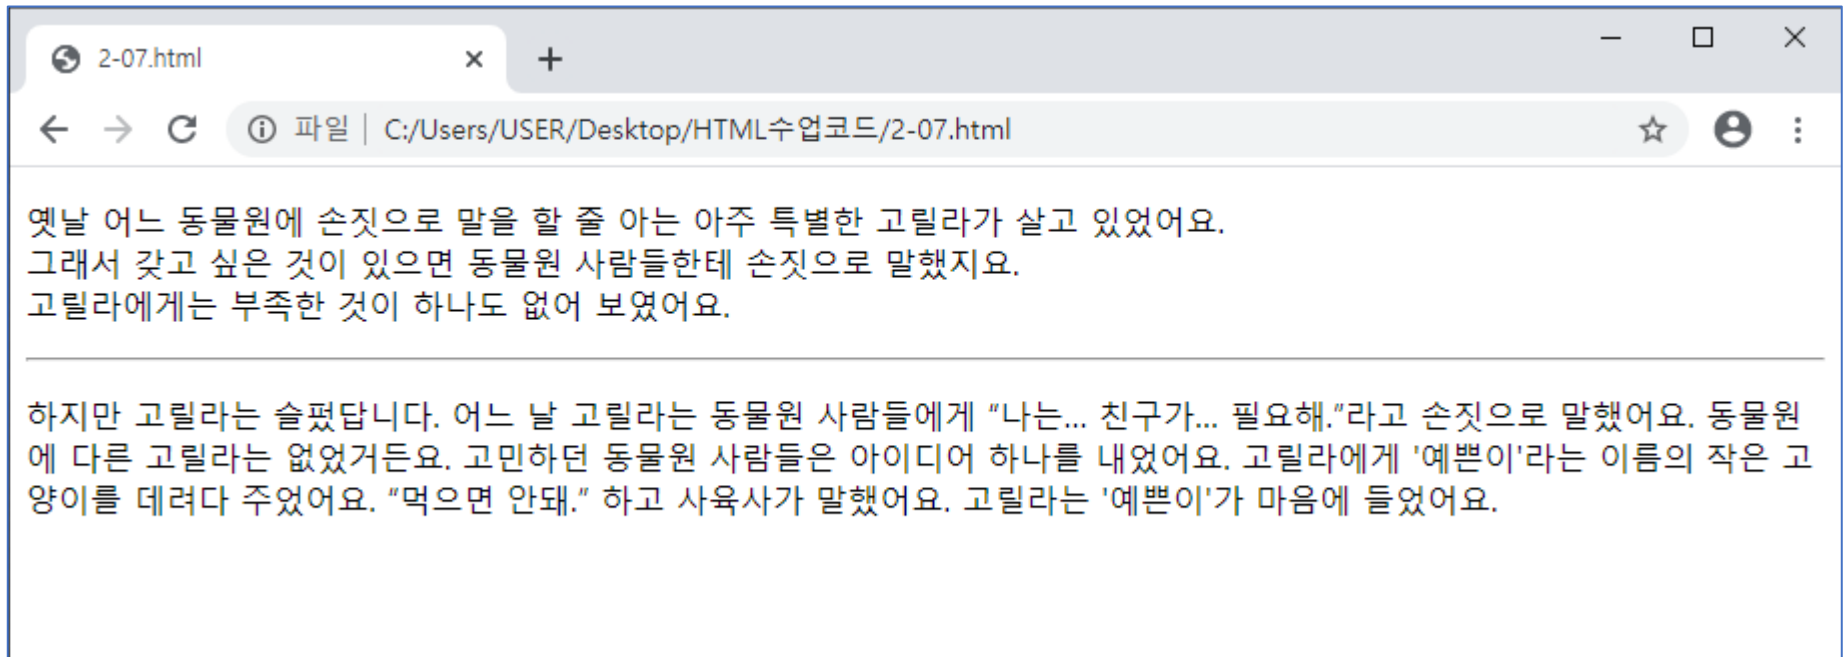 2-07.html
파일 | C:/Users/USER/Desktop/HTML수업코드/2-07.html
옛날 어느 동물원에 손짓으로 말을 할 줄 아는 아주 특별한 고릴라가 살고 있었어요.
그래서 갖고 싶은 것이 있으면 동물원 사람들한테 손짓으로 말했지요.
고릴라에게는 부족한 것이 하나도 없어 보였어요.
하지만 고릴라는 슬펐답니다. 어느 날 고릴라는 동물원 사람들에게 "나는... 친구가... 필요해."라고 손짓으로 말했어요. 동물원
에 다른 고릴라는 없었거든요. 고민하던 동물원 사람들은 아이디어 하나를 내었어요. 고릴라에게 '예쁜이'라는 이름의 작은 고
양이를 데려다 주었어요. "먹으면 안돼." 하고 사육사가 말했어요. 고릴라는 '예쁜이'가 마음에 들었어요.